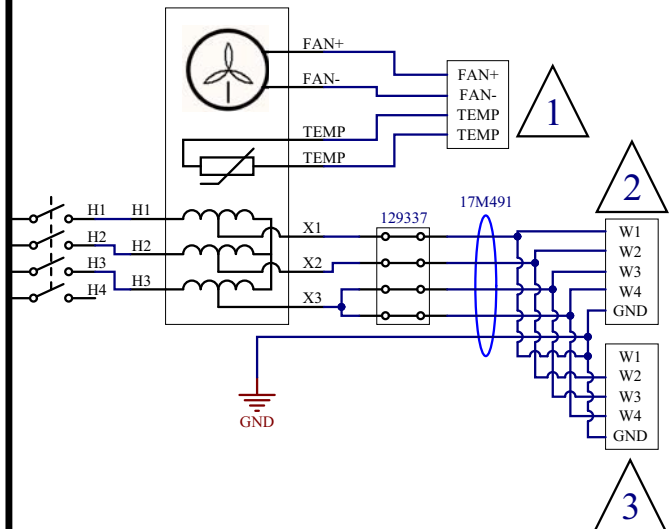 FAN+
FAN-
TEMP
TEMP
FAN+
FAN-
TEMP
TEMP
1
H1 H1
H2 H2
H3 H3
H4
X1
X2
X3
129337
17M491
2
W1
W2
W3
W4
GND
W1
W2
W3
W4
GND
GND
3